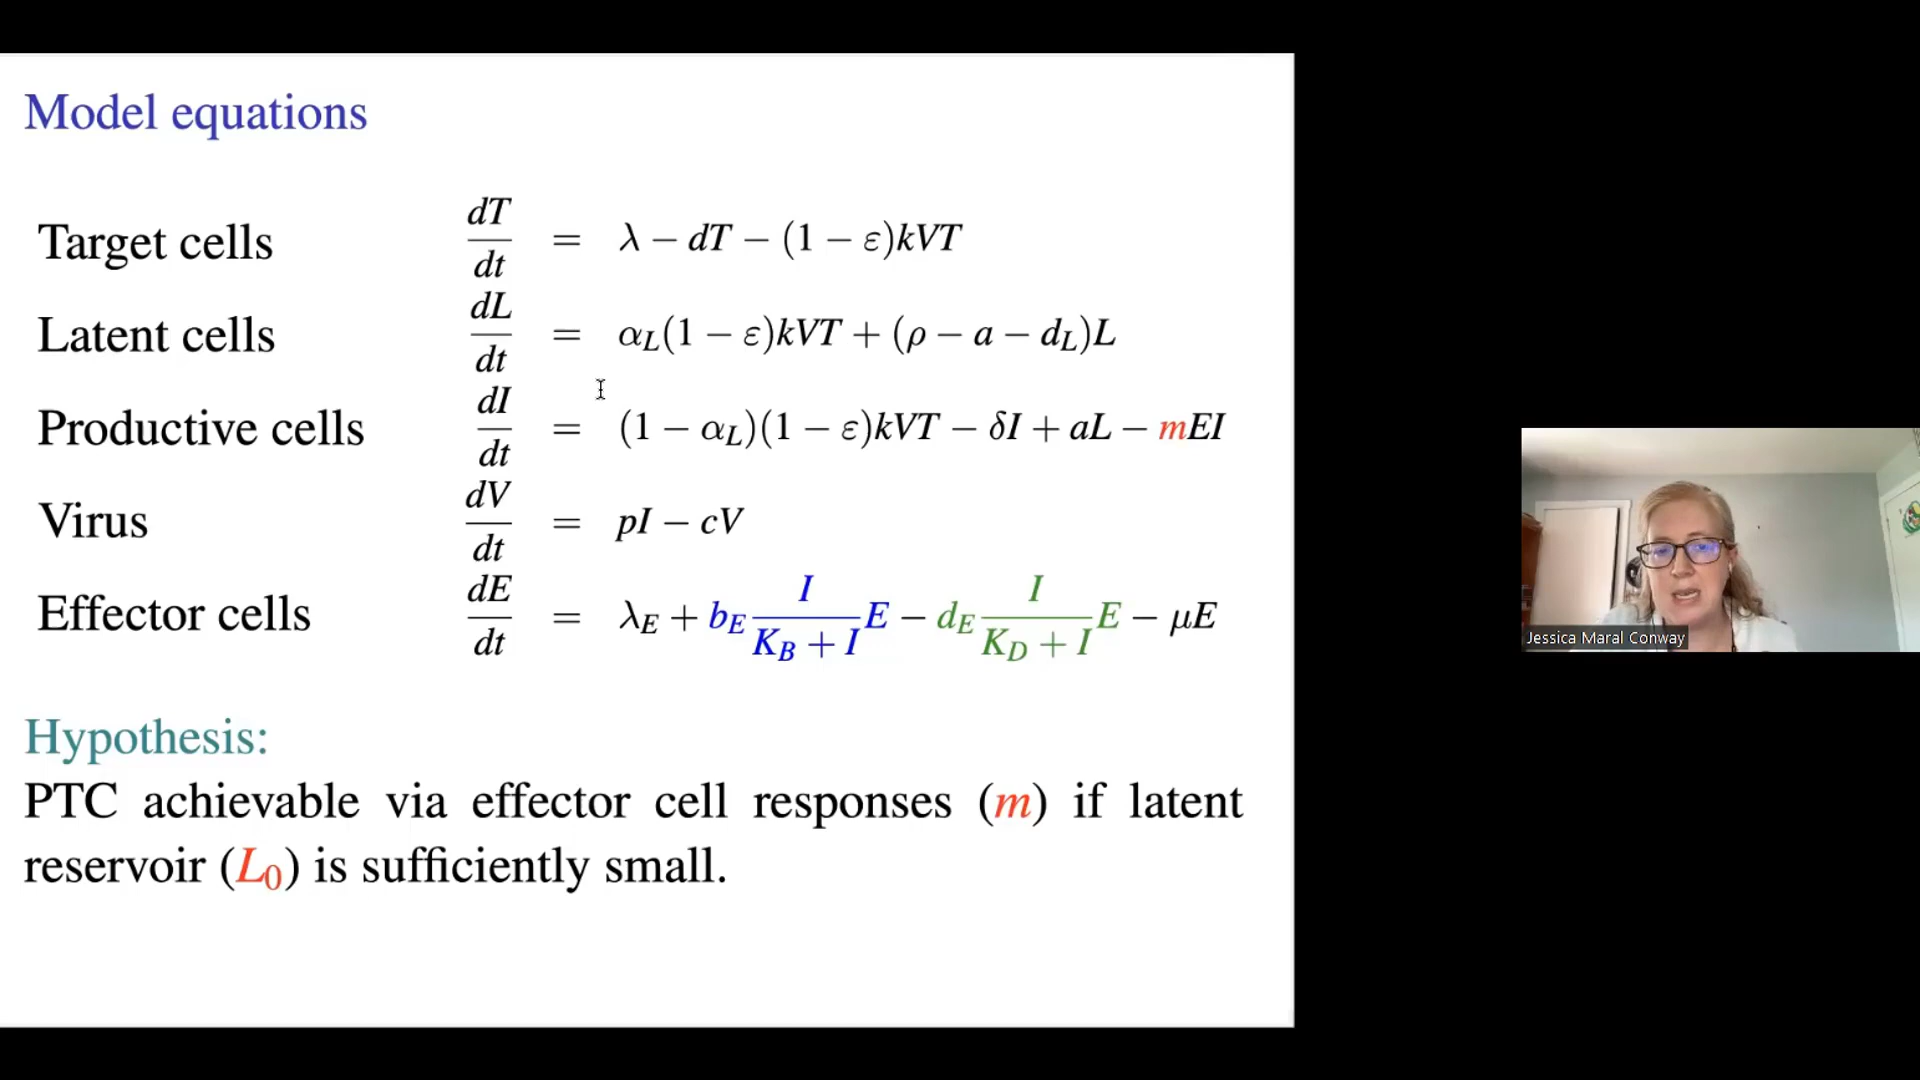 Model equations
Target cells dT/dt = λ − dT − (1 − ε)kVT
Latent cells dL/dt = α_L(1 − ε)kVT + (ρ − a − d_L)L
Productive cells dI/dt = (1 − α_L)(1 − ε)kVT − δI + aL − mEI
Virus dV/dt = pI − cV
Effector cells dE/dt = λ_E + b_E I/(K_B + I) E − d_E I/(K_D + I) E − μE
Hypothesis:
PTC achievable via effector cell responses (m) if latent
reservoir (L_0) is sufficiently small.
Jessica Maral Conway